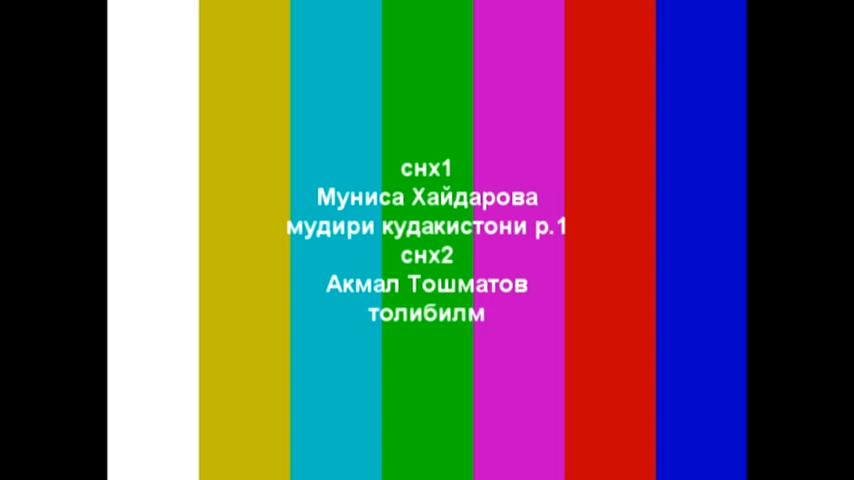 снх1
Муниса Хайдарова
мудири кудакистони р.1
снх2
Акмал Тошматов
толибилм